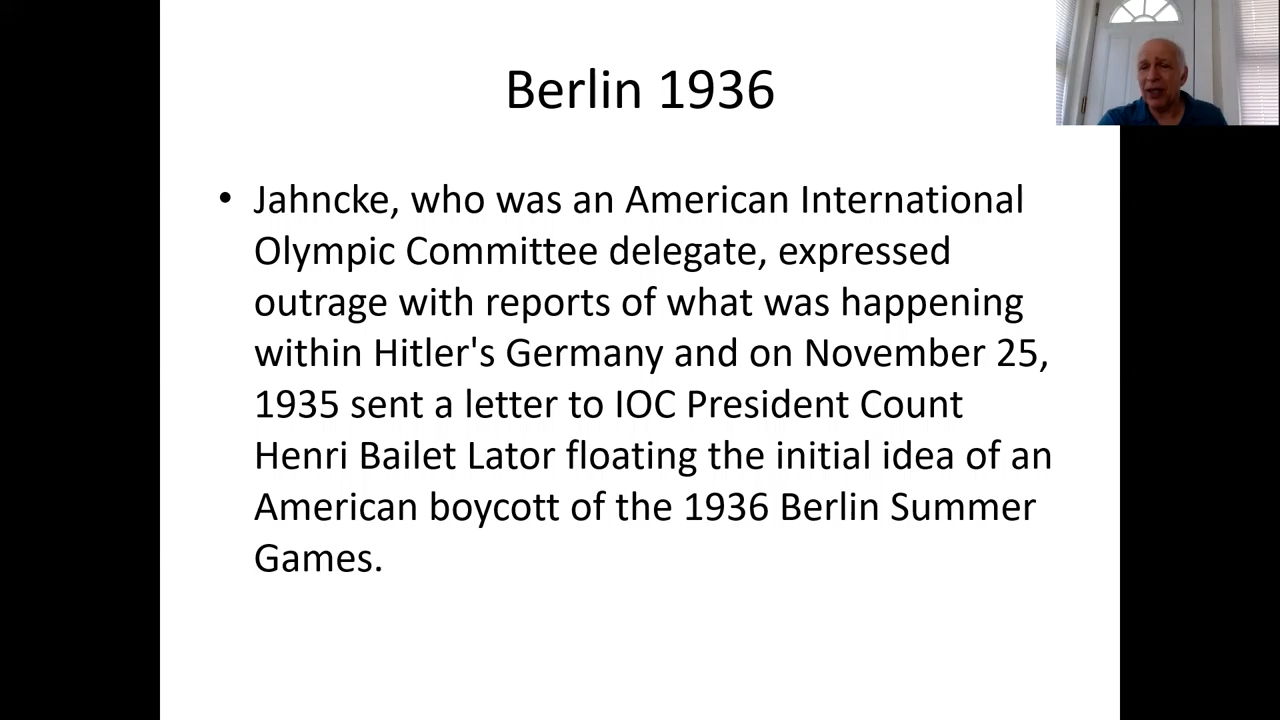 Berlin 1936
• Jahncke, who was an American International
Olympic Committee delegate, expressed
outrage with reports of what was happening
within Hitler's Germany and on November 25,
1935 sent a letter to IOC President Count
Henri Bailet Lator floating the initial idea of an
American boycott of the 1936 Berlin Summer
Games.